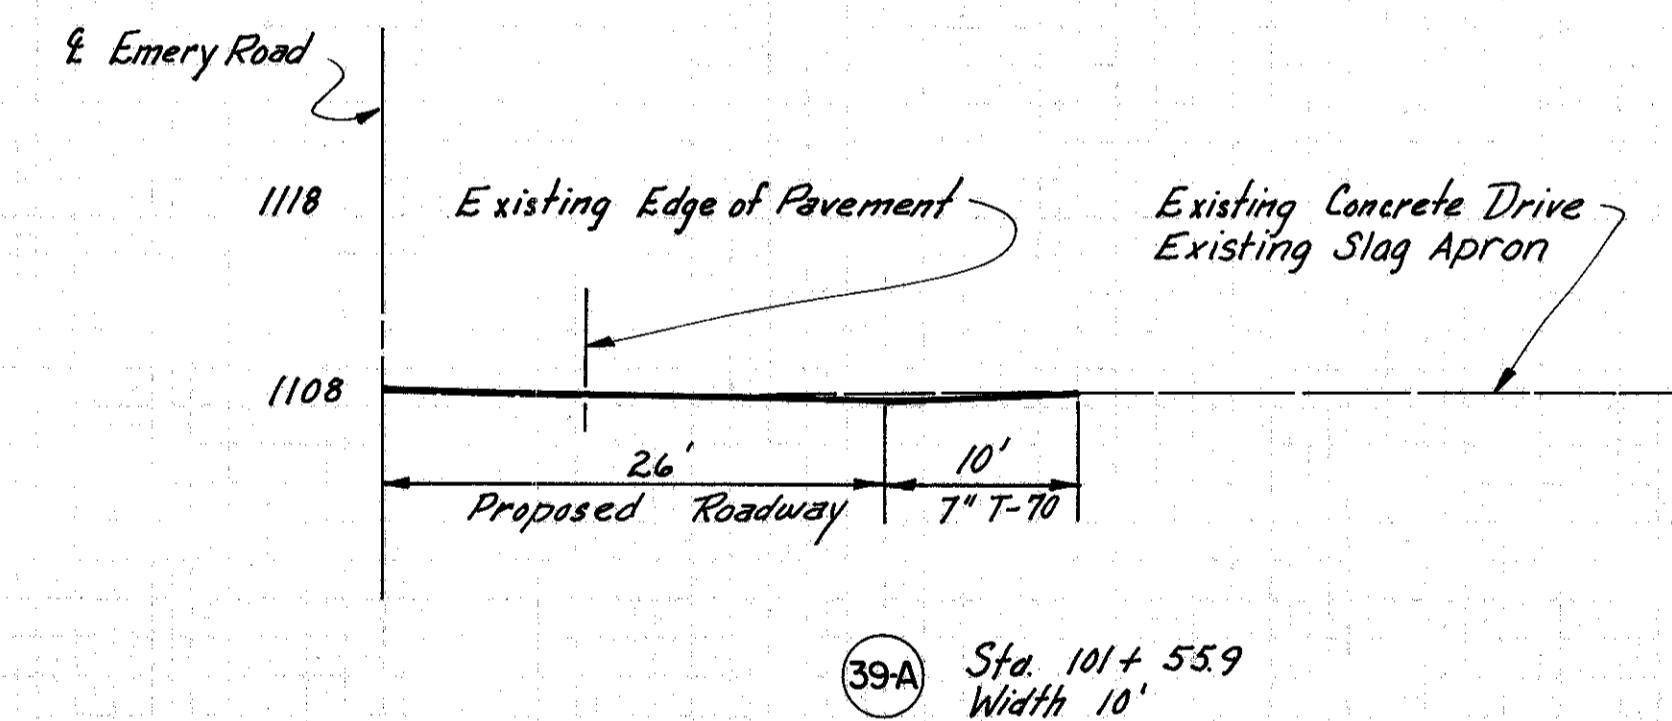 ℄ Emery Road
1118
Existing Edge of Pavement
Existing Concrete Drive
Existing Slag Apron
1108
26'
10'
Proposed Roadway
7" T-70
39-A
Sta. 101 + 55.9
Width 10'